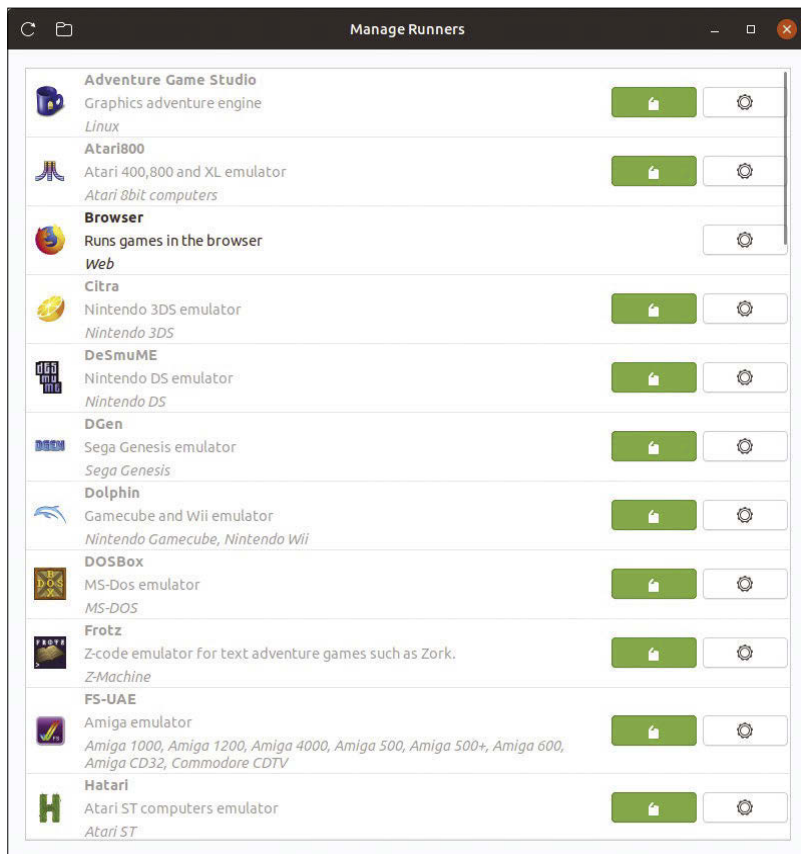 Manage Runners
Adventure Game Studio
Graphics adventure engine
Linux
Atari800
Atari 400,800 and XL emulator
Atari 8bit computers
Browser
Runs games in the browser
Web
Citra
Nintendo 3DS emulator
Nintendo 3DS
DeSmuME
Nintendo DS emulator
Nintendo DS
DGen
Sega Genesis emulator
Sega Genesis
Dolphin
Gamecube and Wii emulator
Nintendo Gamecube, Nintendo Wii
DOSBox
MS-Dos emulator
MS-DOS
Frotz
Z-code emulator for text adventure games such as Zork.
Z-Machine
FS-UAE
Amiga emulator
Amiga 1000, Amiga 1200, Amiga 4000, Amiga 500, Amiga 500+, Amiga 600,
Amiga CD32, Commodore CDTV
Hatari
Atari ST computers emulator
Atari ST